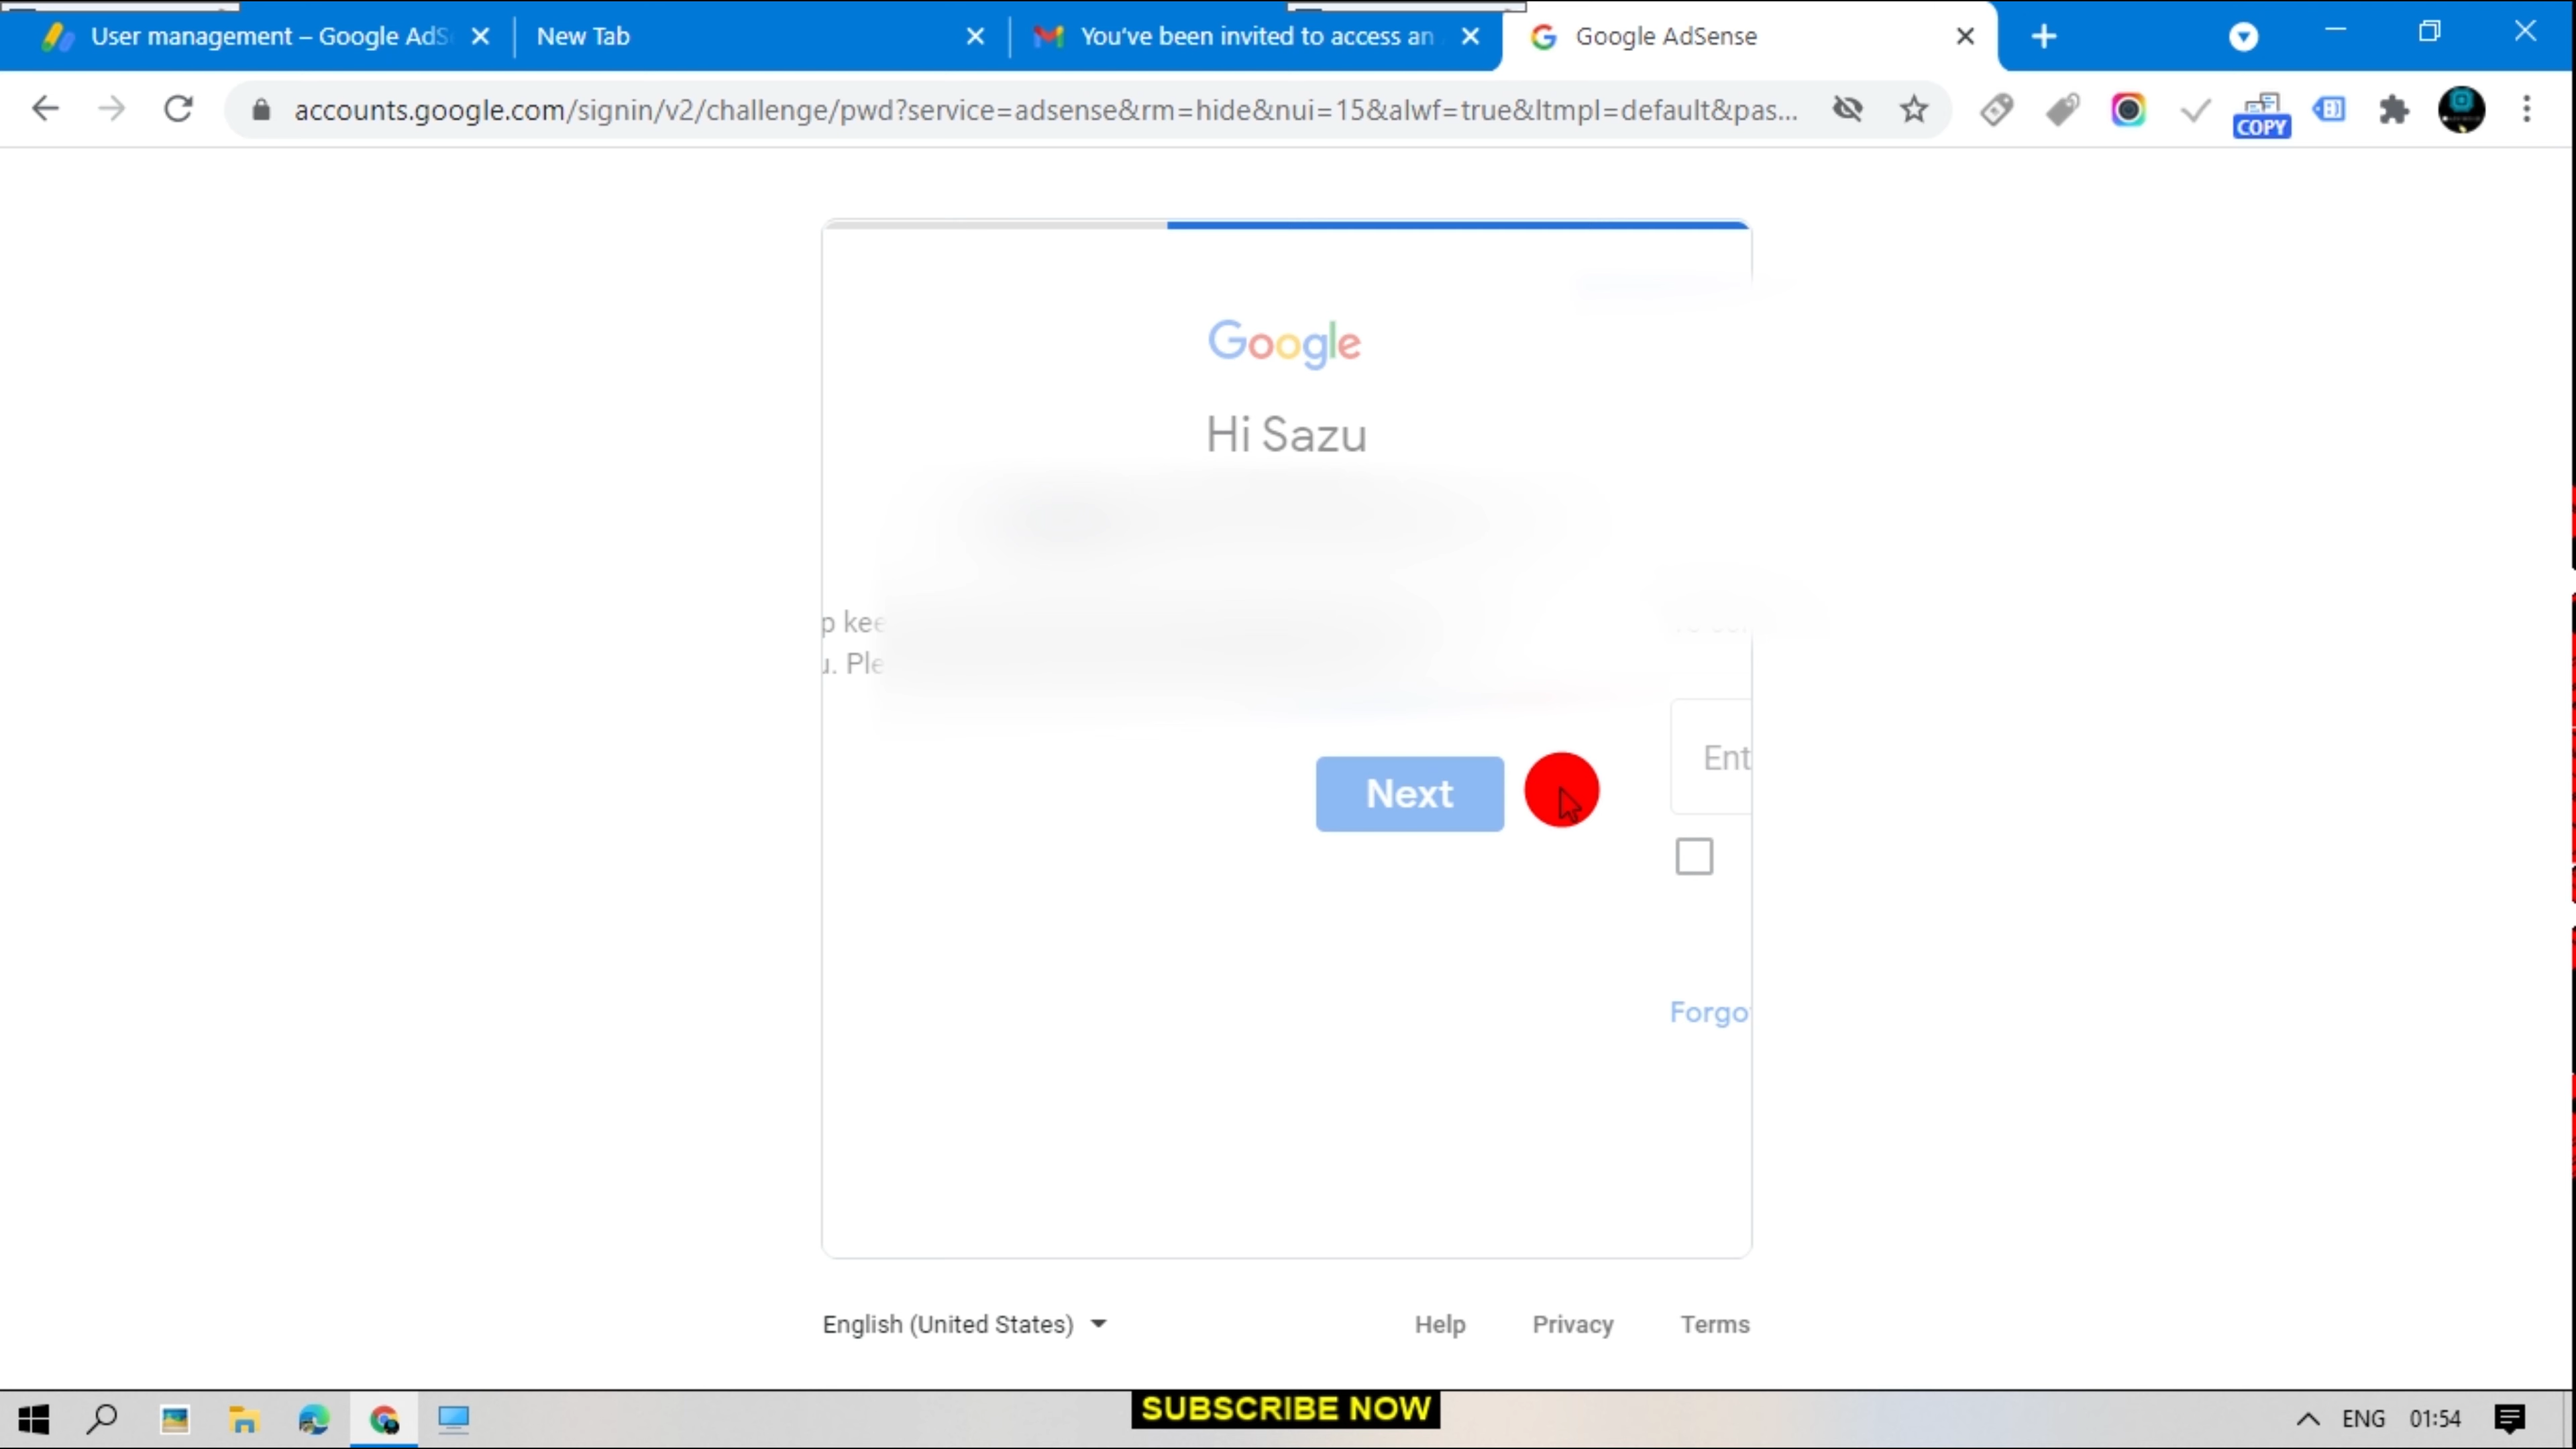 User management – Google AdS
New Tab
You've been invited to access an
Google AdSense
accounts.google.com/signin/v2/challenge/pwd?service=adsense&rm=hide&nui=15&alwf=true&ltmpl=default&pas...
COPY
Google
Hi Sazu
p kee
u. Ple
Next
Ent
Forgo
English (United States)
Help
Privacy
Terms
SUBSCRIBE NOW
ENG
01:54